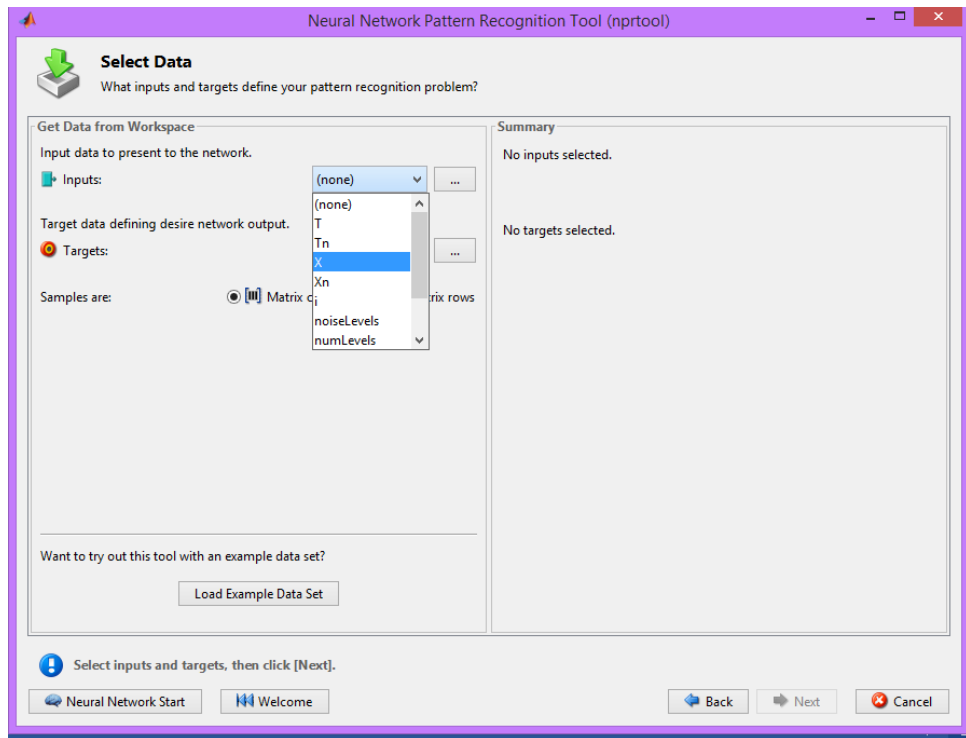 Neural Network Pattern Recognition Tool (nprtool)
Select Data
What inputs and targets define your pattern recognition problem?
Get Data from Workspace
Input data to present to the network.
Inputs:
(none)
...
(none)
T
Tn
X
Xn
i
noiseLevels
numLevels
Target data defining desire network output.
Targets:
...
Samples are:
Matrix
rix rows
Want to try out this tool with an example data set?
Load Example Data Set
Summary
No inputs selected.
No targets selected.
Select inputs and targets, then click [Next].
Neural Network Start
Welcome
Back
Next
Cancel